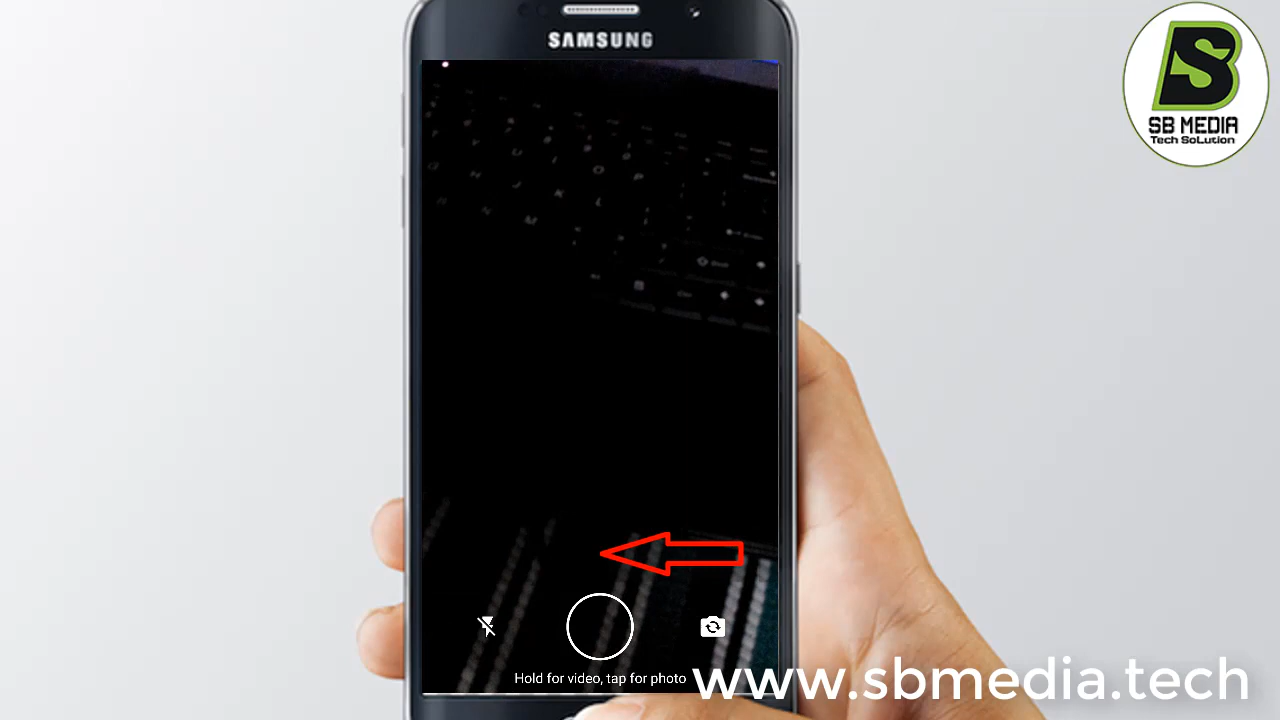 SAMSUNG
SB MEDIA
Tech SoLution
Hold for video, tap for photo
www.sbmedia.tech